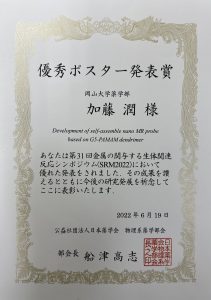 優秀ポスター発表賞
岡山大学薬学部
加藤 潤 様
Development of self-assemble nano MR probe
based on G5-PAMAM dendrimer
あなたは第31回金属の関与する生体関連
反応シンポジウム(SRM2022)において
優れた発表をされました、その成果を讃
えるとともに今後の研究発展を祈念して
ここに表彰いたします。
2022年6月19日
公益社団法人日本薬学会 物理系薬学部会
部会長 船津高志